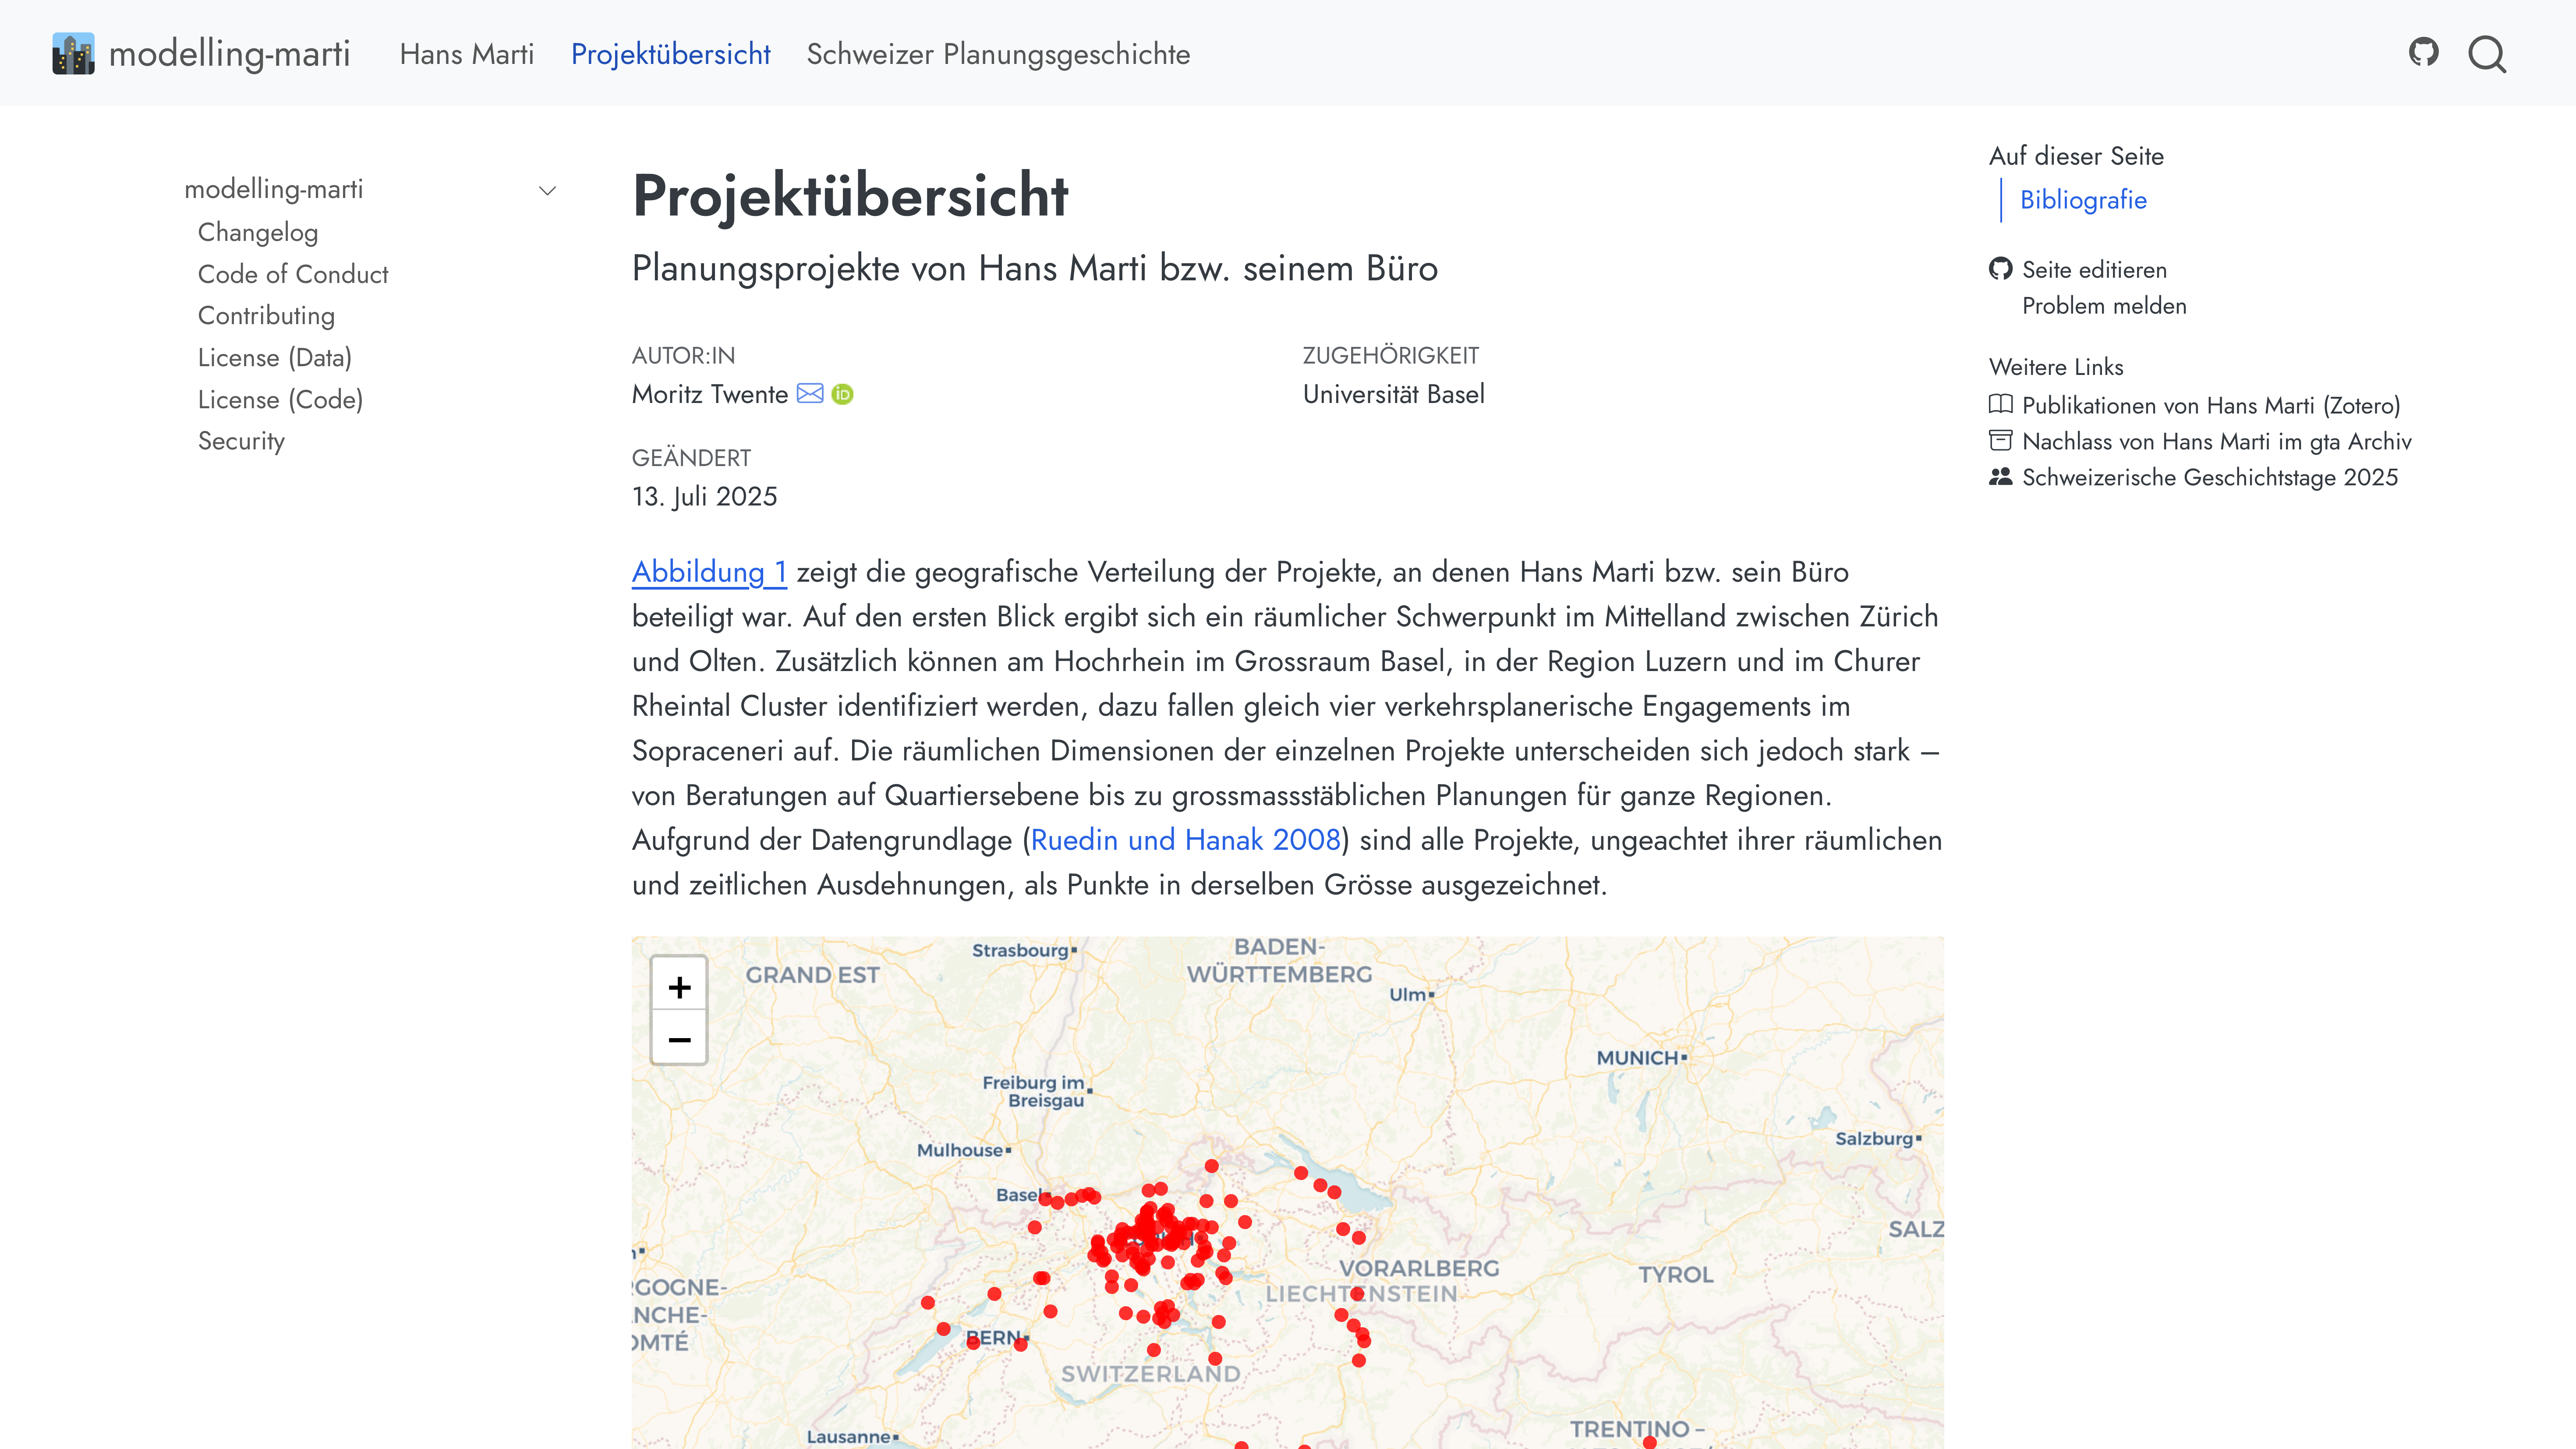 modelling-marti
Hans Marti
Projektübersicht
Schweizer Planungsgeschichte
modelling-marti
Changelog
Code of Conduct
Contributing
License (Data)
License (Code)
Security
Projektübersicht
Planungsprojekte von Hans Marti bzw. seinem Büro
AUTOR:IN
Moritz Twente
ZUGEHÖRIGKEIT
Universität Basel
GEÄNDERT
13. Juli 2025
Abbildung 1 zeigt die geografische Verteilung der Projekte, an denen Hans Marti bzw. sein Büro
beteiligt war. Auf den ersten Blick ergibt sich ein räumlicher Schwerpunkt im Mittelland zwischen Zürich
und Olten. Zusätzlich können am Hochrhein im Grossraum Basel, in der Region Luzern und im Churer
Rheintal Cluster identifiziert werden, dazu fallen gleich vier verkehrsplanerische Engagements im
Sopraceneri auf. Die räumlichen Dimensionen der einzelnen Projekte unterscheiden sich jedoch stark –
von Beratungen auf Quartiersebene bis zu grossmassstäblichen Planungen für ganze Regionen.
Aufgrund der Datengrundlage (Ruedin und Hanak 2008) sind alle Projekte, ungeachtet ihrer räumlichen
und zeitlichen Ausdehnungen, als Punkte in derselben Grösse ausgezeichnet.
+
−
Strasbourg
GRAND EST
BADEN-
WÜRTTEMBERG
Ulm
MUNICH
Freiburg im
Breisgau
Mulhouse
Salzburg
Basel
SALZ
VORARLBERG
TYROL
LIECHTENSTEIN
RGOGNE-
NCHE-
OMTÉ
BERN
SWITZERLAND
Lausanne
TRENTINO –
Auf dieser Seite
Bibliografie
Seite editieren
Problem melden
Weitere Links
Publikationen von Hans Marti (Zotero)
Nachlass von Hans Marti im gta Archiv
Schweizerische Geschichtstage 2025